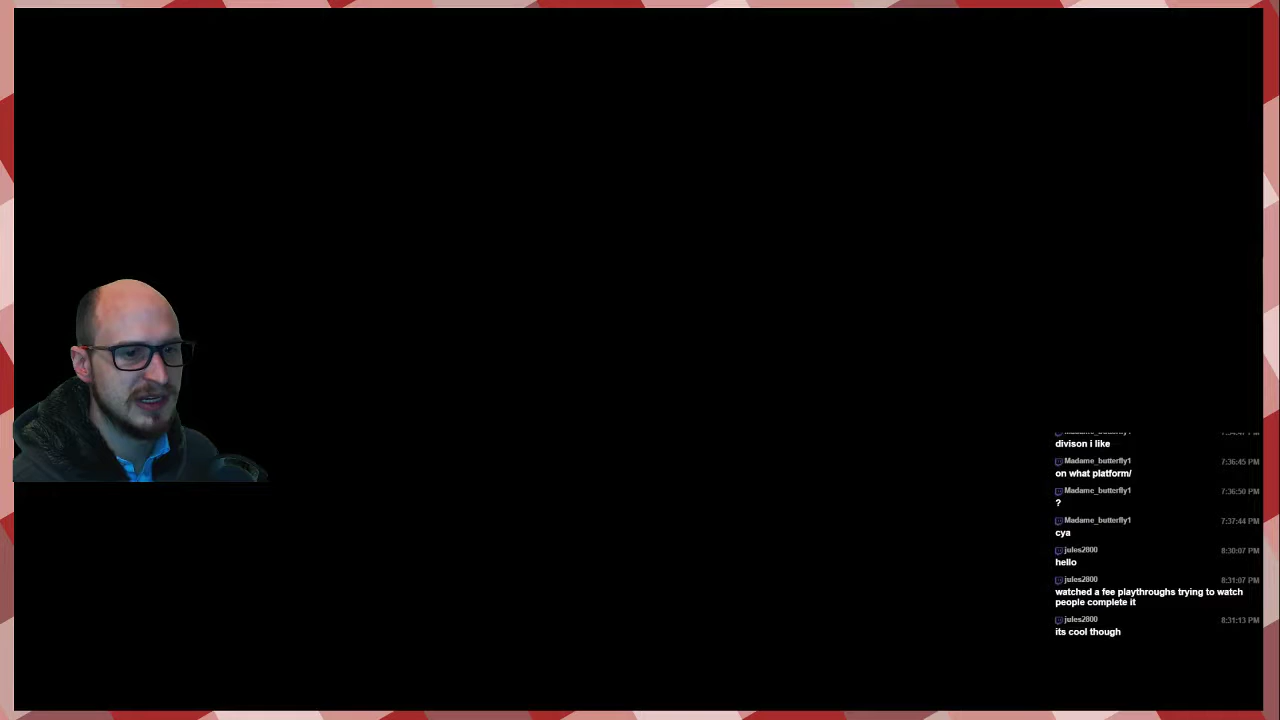 divison i like
Madame_butterfly1 7:36:45 PM
on what platform/
Madame_butterfly1 7:36:50 PM
?
Madame_butterfly1 7:37:44 PM
cya
jules2800 8:30:07 PM
hello
jules2800 8:31:07 PM
watched a fee playthroughs trying to watch
people complete it
jules2800 8:31:13 PM
its cool though